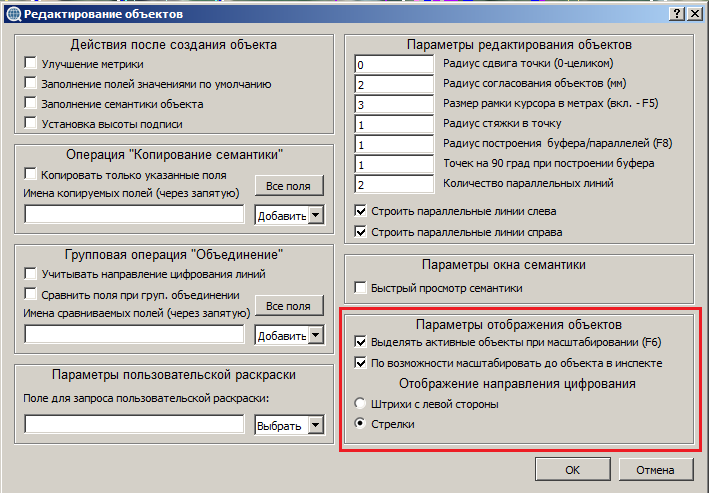 Редактирование объектов
Действия после создания объекта
Улучшение метрики
Заполнение полей значениями по умолчанию
Заполнение семантики объекта
Установка высоты подписи
Операция "Копирование семантики"
Копировать только указанные поля
Имена копируемых полей (через запятую)
Все поля
Добавить
Групповая операция "Объединение"
Учитывать направление цифрования линий
Сравнить поля при груп. объединении
Имена сравниваемых полей (через запятую)
Все поля
Добавить
Параметры пользовательской раскраски
Поле для запроса пользовательской раскраски:
Выбрать
Параметры редактирования объектов
0 Радиус сдвига точки (0-целиком)
2 Радиус согласования объектов (мм)
3 Размер рамки курсора в метрах (вкл. - F5)
1 Радиус стяжки в точку
1 Радиус построения буфера/параллелей (F8)
1 Точек на 90 град при построении буфера
2 Количество параллельных линий
Строить параллельные линии слева
Строить параллельные линии справа
Параметры окна семантики
Быстрый просмотр семантики
Параметры отображения объектов
Выделять активные объекты при масштабировании (F6)
По возможности масштабировать до объекта в инспекте
Отображение направления цифрования
Штрихи с левой стороны
Стрелки
OK
Отмена